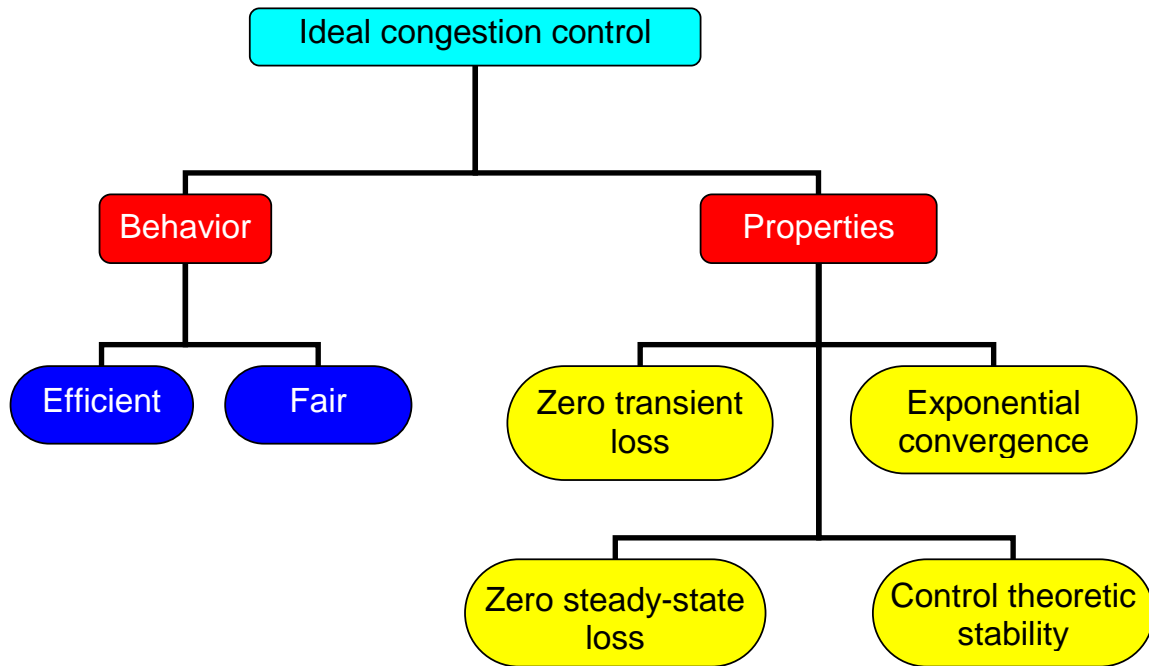 Ideal congestion control
Behavior
Properties
Efficient
Fair
Zero transient
loss
Exponential
convergence
Zero steady-state
loss
Control theoretic
stability